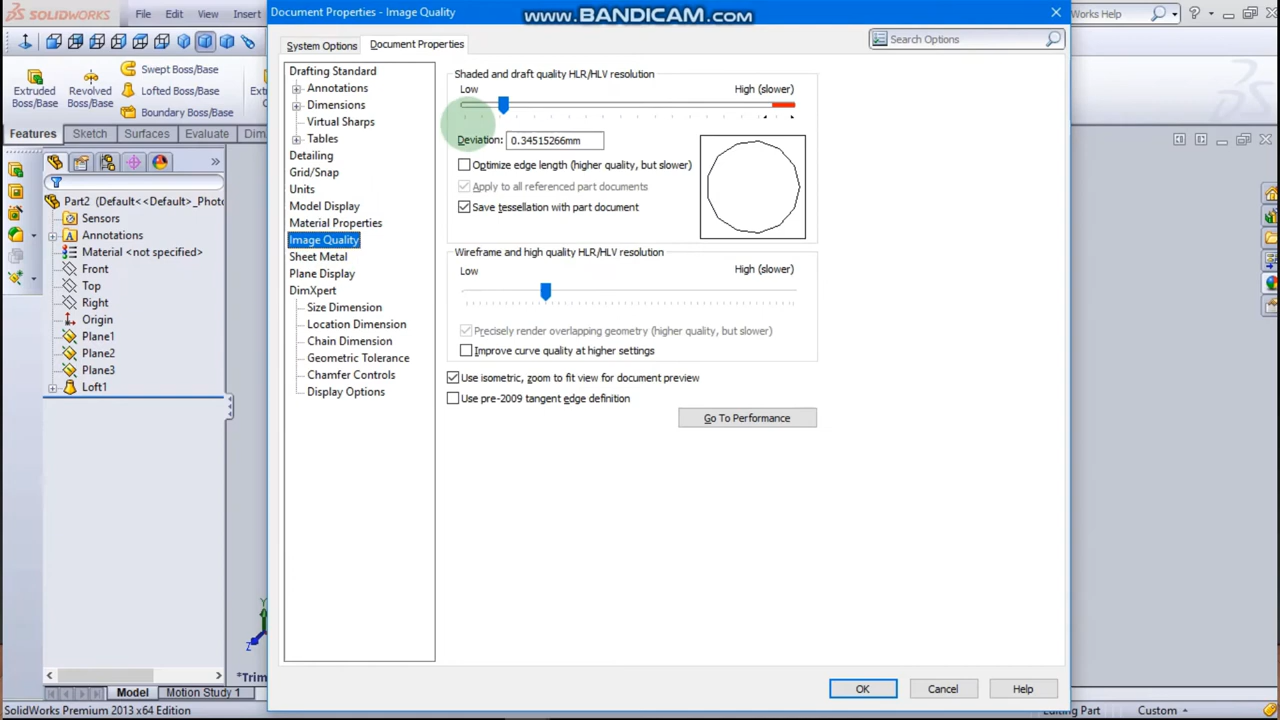 SOLIDWORKS
File
Edit
View
Insert
Document Properties - Image Quality
www.BANDICAM.com
Works Help
System Options
Document Properties
Search Options
Extruded Boss/Base
Revolved Boss/Base
Swept Boss/Base
Lofted Boss/Base
Boundary Boss/Base
Features
Sketch
Surfaces
Evaluate
Part2 (Default<<Default>_Photo
Sensors
Annotations
Material <not specified>
Front
Top
Right
Origin
Plane1
Plane2
Plane3
Loft1
Drafting Standard
Annotations
Dimensions
Virtual Sharps
Tables
Detailing
Grid/Snap
Units
Model Display
Material Properties
Image Quality
Sheet Metal
Plane Display
DimXpert
Size Dimension
Location Dimension
Chain Dimension
Geometric Tolerance
Chamfer Controls
Display Options
Shaded and draft quality HLR/HLV resolution
Low
High (slower)
Deviation: 0.34515266mm
Optimize edge length (higher quality, but slower)
Apply to all referenced part documents
Save tessellation with part document
Wireframe and high quality HLR/HLV resolution
Low
High (slower)
Precisely render overlapping geometry (higher quality, but slower)
Improve curve quality at higher settings
Use isometric, zoom to fit view for document preview
Use pre-2009 tangent edge definition
Go To Performance
Y
Z
*Trim
Model
Motion Study 1
OK
Cancel
Help
SolidWorks Premium 2013 x64 Edition
Editing Part
Custom